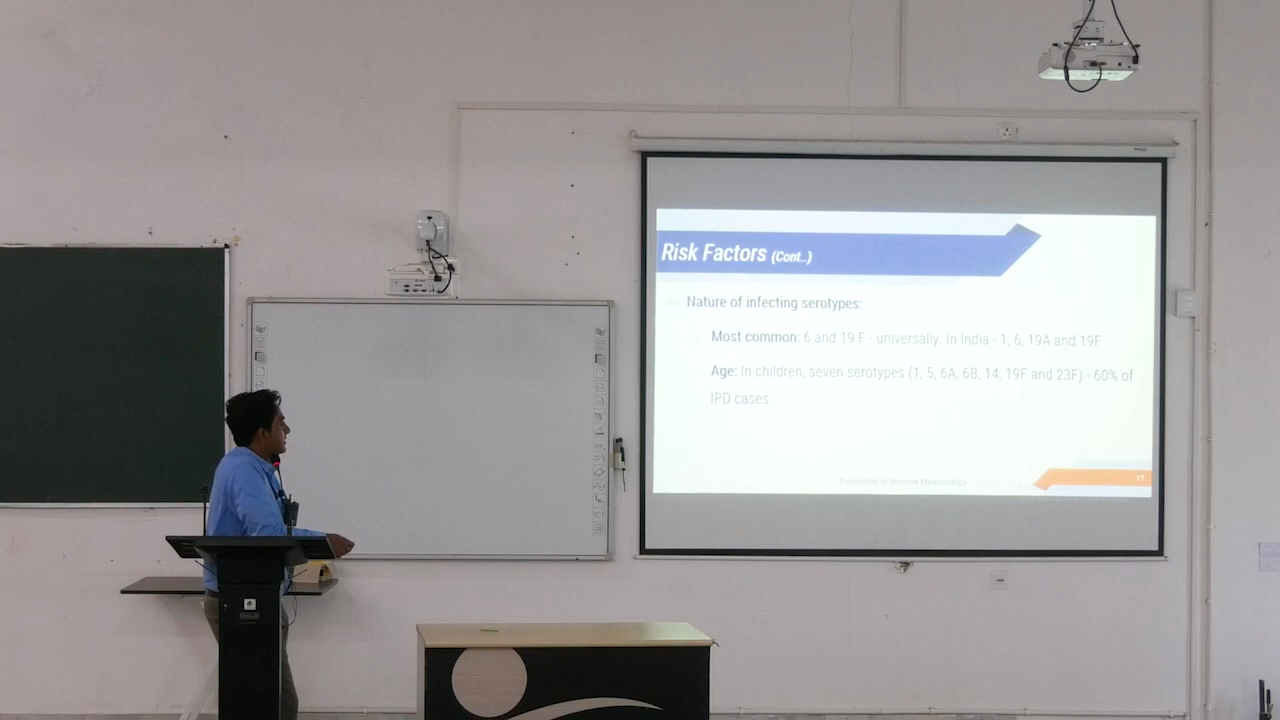 Risk Factors (Cont..)
Nature of infecting serotypes:
Most common: 6 and 19 F - universally. In India - 1, 6, 19A and 19F
Age: In children, seven serotypes (1, 5, 6A, 6B, 14, 19F and 23F) - 60% of
IPD cases.
Essentials of Medical Microbiology
17